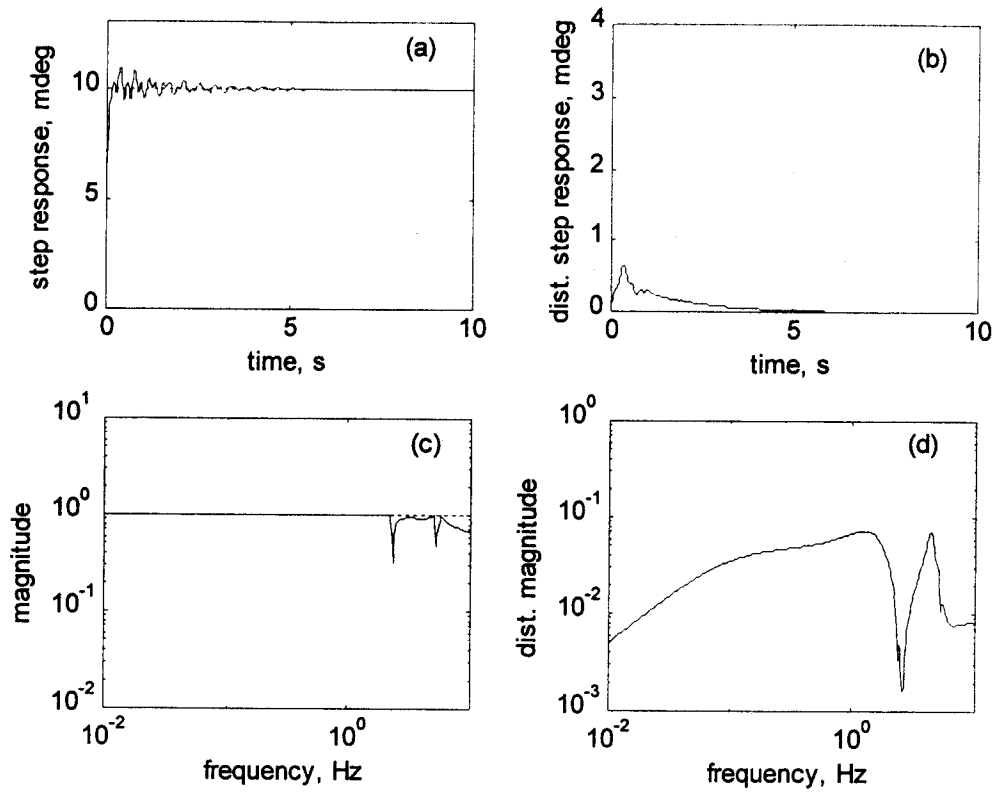 (a)
step response, mdeg
10
5
0
0 5 10
time, s
(b)
dist. step response, mdeg
4
3
2
1
0
0 5 10
time, s
(c)
magnitude
10^1
10^0
10^-1
10^-2
10^-2 10^0
frequency, Hz
(d)
dist. magnitude
10^0
10^-1
10^-2
10^-3
10^-2 10^0
frequency, Hz